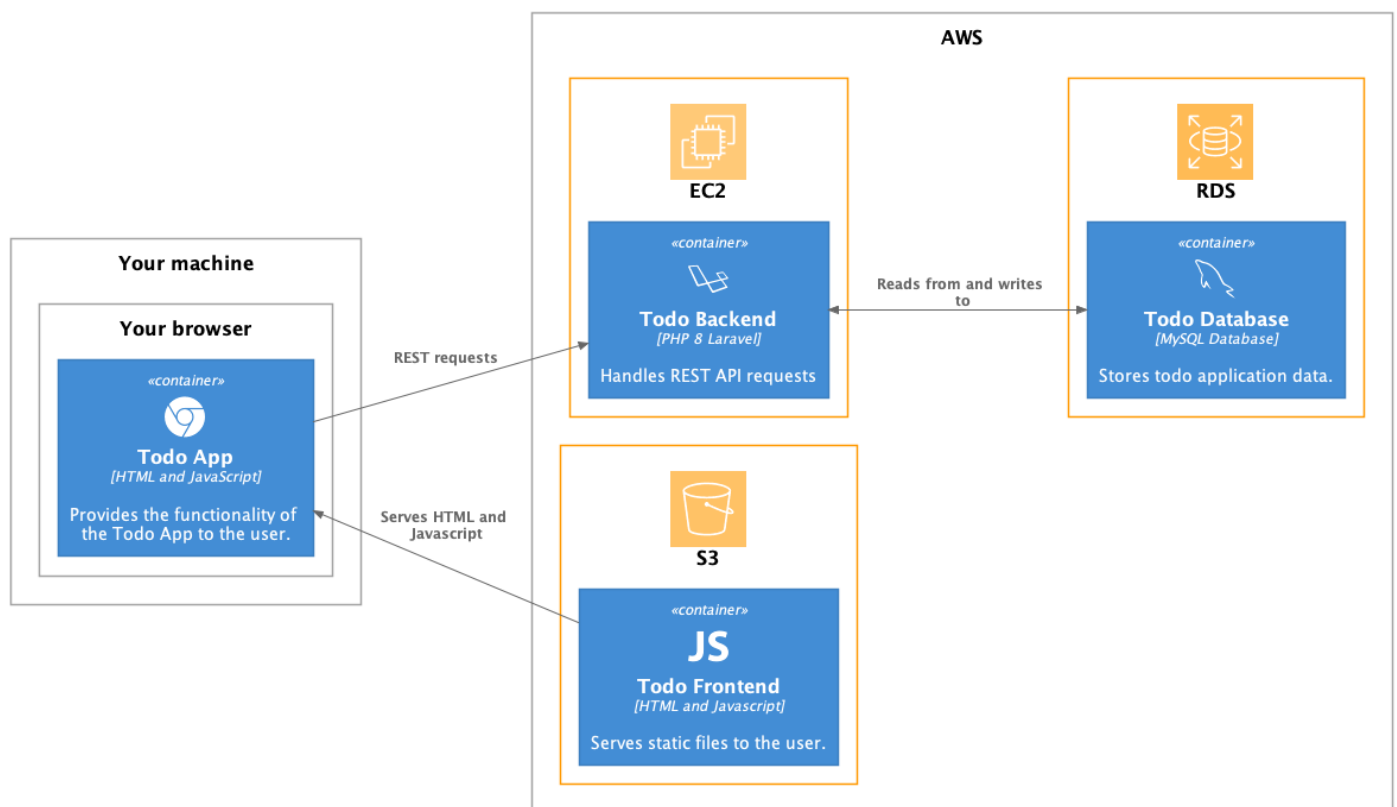 AWS
EC2
«container»
Todo Backend
[PHP 8 Laravel]
Handles REST API requests
Reads from and writes
to
RDS
«container»
Todo Database
[MySQL Database]
Stores todo application data.
Your machine
Your browser
«container»
Todo App
[HTML and JavaScript]
Provides the functionality of
the Todo App to the user.
REST requests
Serves HTML and
Javascript
S3
«container»
JS
Todo Frontend
[HTML and Javascript]
Serves static files to the user.